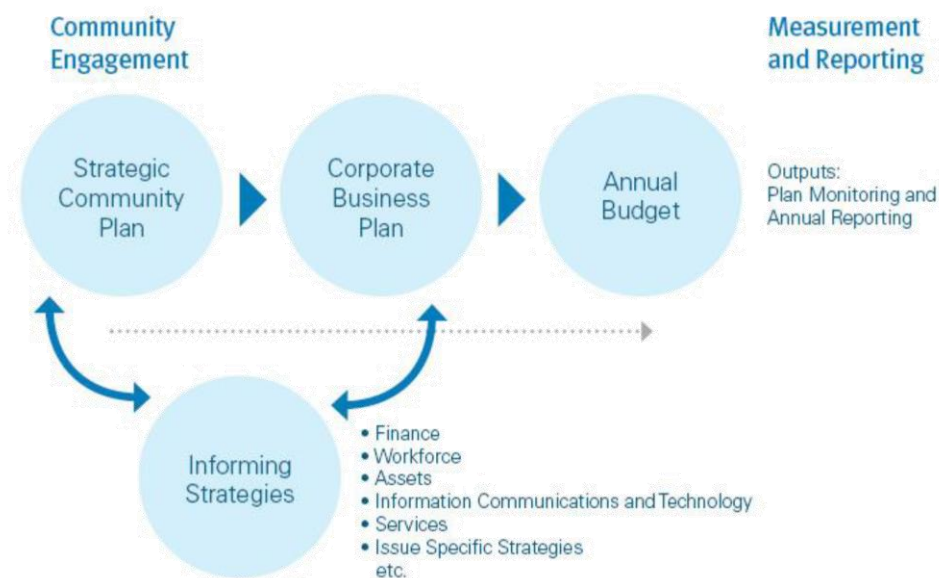 Community
Engagement
Measurement
and Reporting
Strategic
Community
Plan
Corporate
Business
Plan
Annual
Budget
Outputs:
Plan Monitoring and
Annual Reporting
Informing
Strategies
• Finance
• Workforce
• Assets
• Information Communications and Technology
• Services
• Issue Specific Strategies
etc.